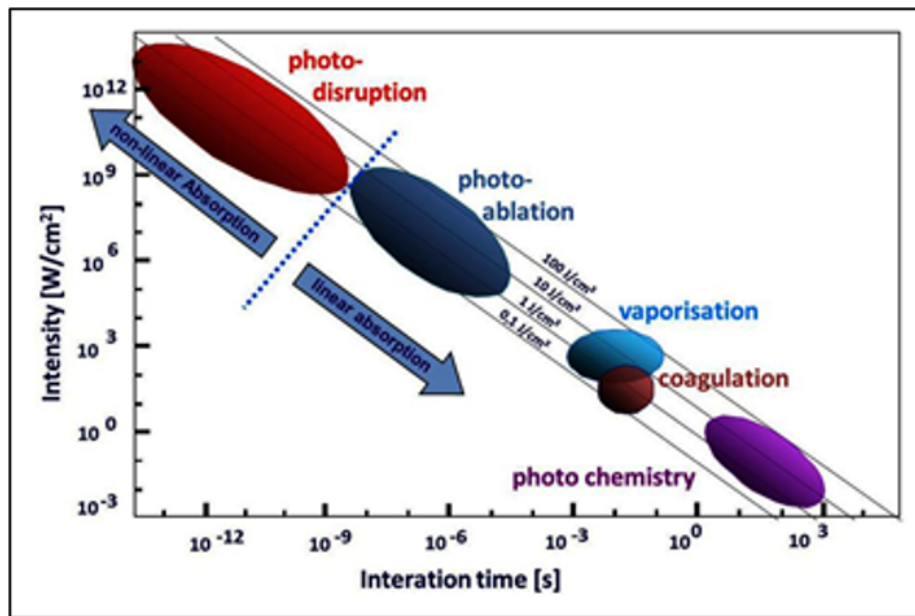 photo-
disruption
10¹²
non-linear Absorption
10⁹
photo-
ablation
Intensity [W/cm²]
10⁶
linear absorption
100 J/cm²
10 J/cm²
1 J/cm²
0,1 J/cm²
vaporisation
10³
coagulation
10⁰
photo chemistry
10⁻³
10⁻¹² 10⁻⁹ 10⁻⁶ 10⁻³ 10⁰ 10³
Interation time [s]